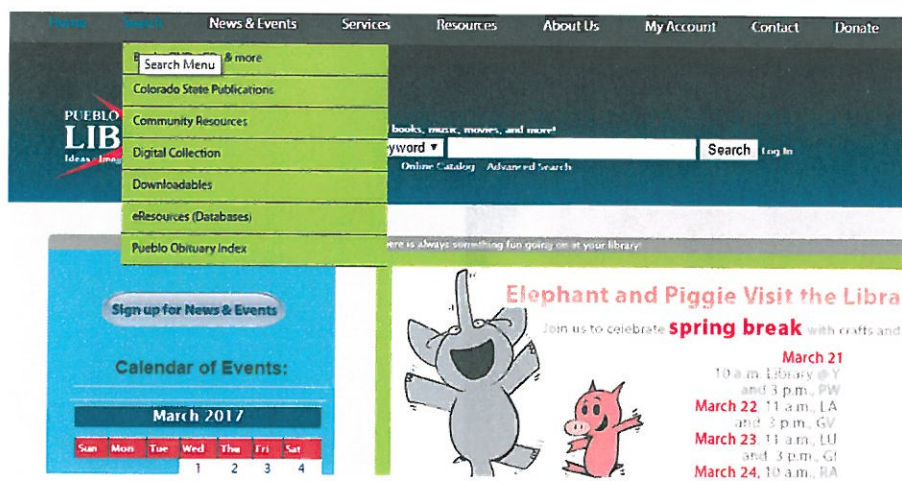 Home Search News & Events Services Resources About Us My Account Contact Donate
& more
Search Menu
Colorado State Publications
Community Resources
Digital Collection
Downloadables
eResources (Databases)
Pueblo Obituary Index
PUEBLO
LIB
Ideas
books, music, movies, and more!
yword Search Log In
Online Catalog Advanced Search
ere is always something fun going on at your library!
Sign up for News & Events
Calendar of Events:
March 2017
Sun Mon Tue Wed Thu Fri Sat
1 2 3 4
Elephant and Piggie Visit the Libra
Join us to celebrate spring break with crafts and
March 21
10 a.m. Library @ Y
and 3 p.m., PW
March 22, 11 a.m., LA
and 3 p.m., GV
March 23, 11 a.m., LU
and 3 p.m., GI
March 24, 10 a.m., RA